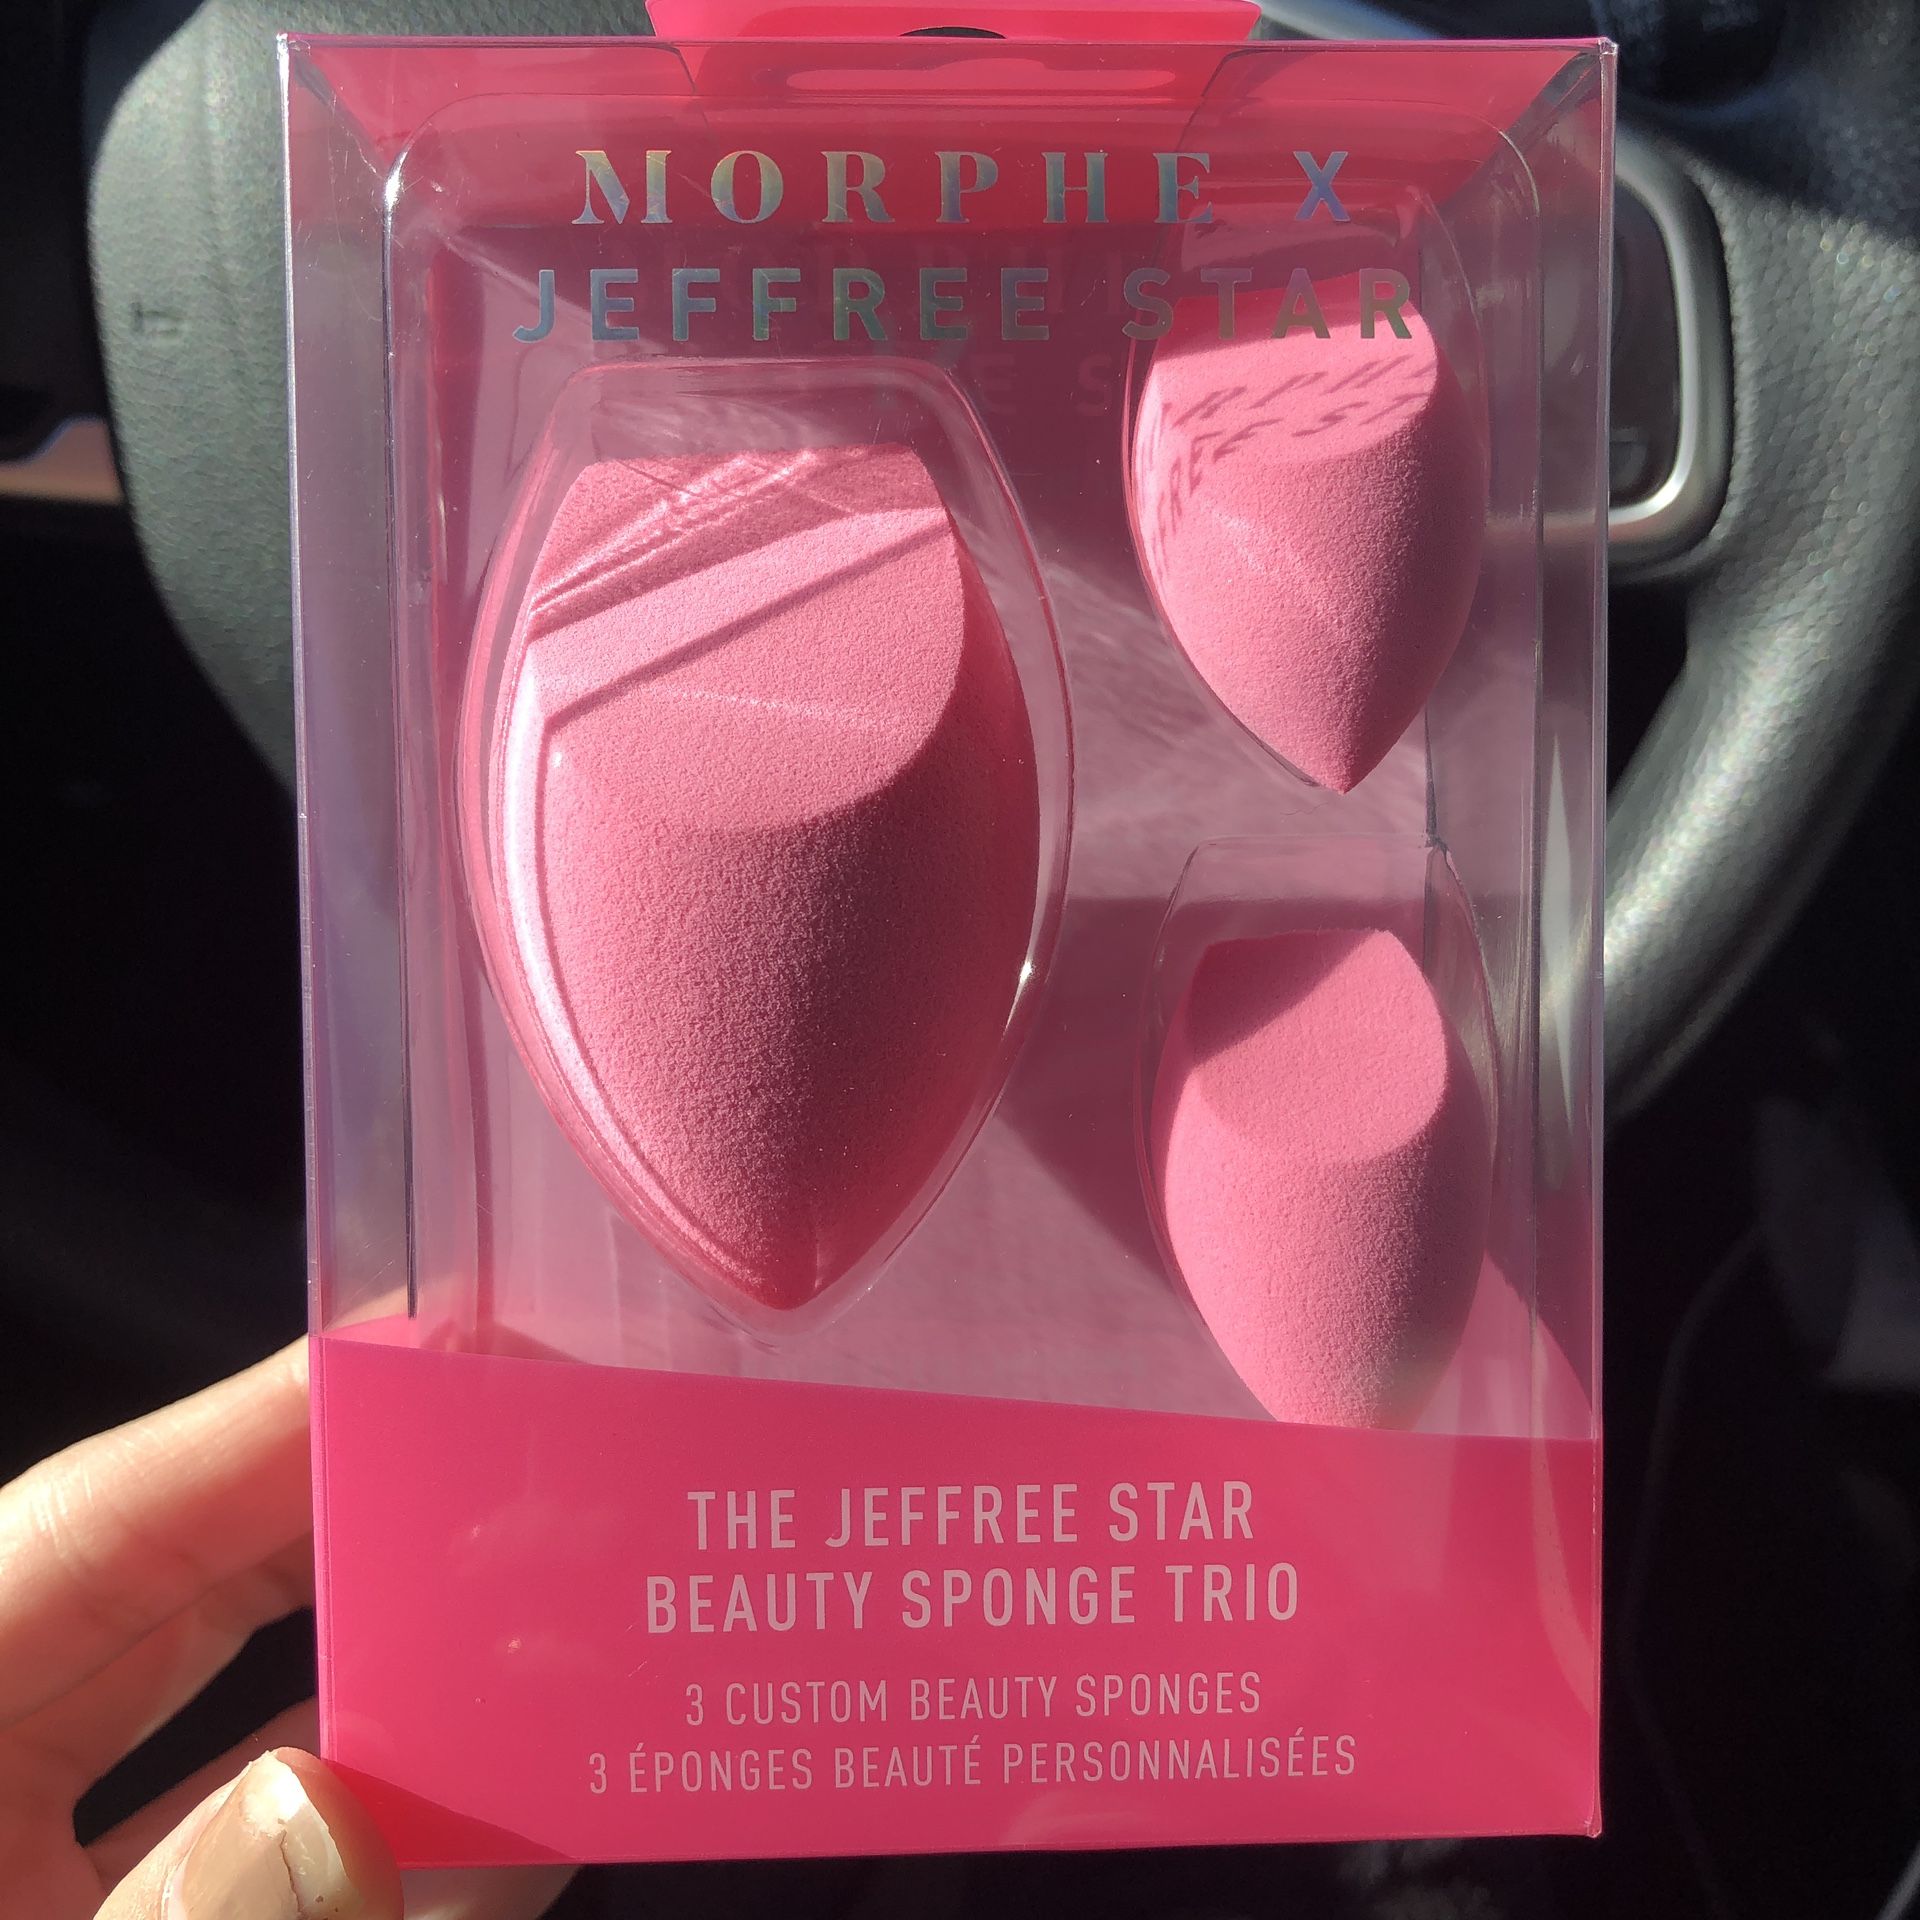 MORPHE X
JEFFREE STAR
THE JEFFREE STAR
BEAUTY SPONGE TRIO
3 CUSTOM BEAUTY SPONGES
3 ÉPONGES BEAUTÉ PERSONNALISÉES